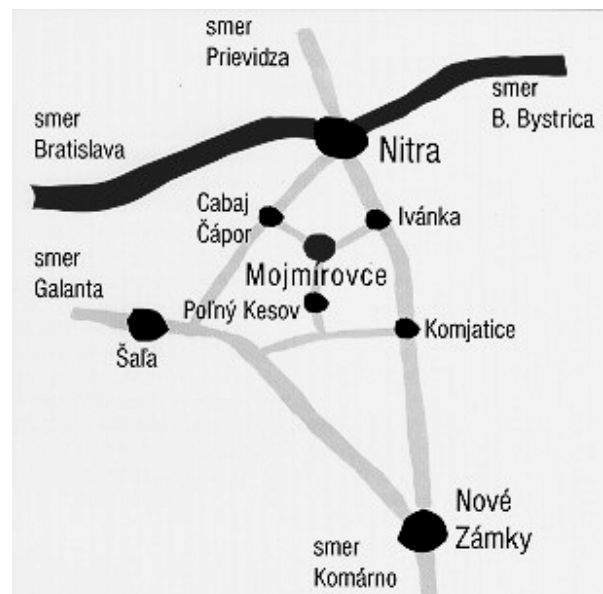 smer
Prievidza
smer
B. Bystrica
smer
Bratislava
Nitra
Cabaj
Čápor
Ivánka
smer
Galanta
Mojmírovce
Poľný Kesov
Komjatice
Šaľa
Nové
Zámky
smer
Komárno